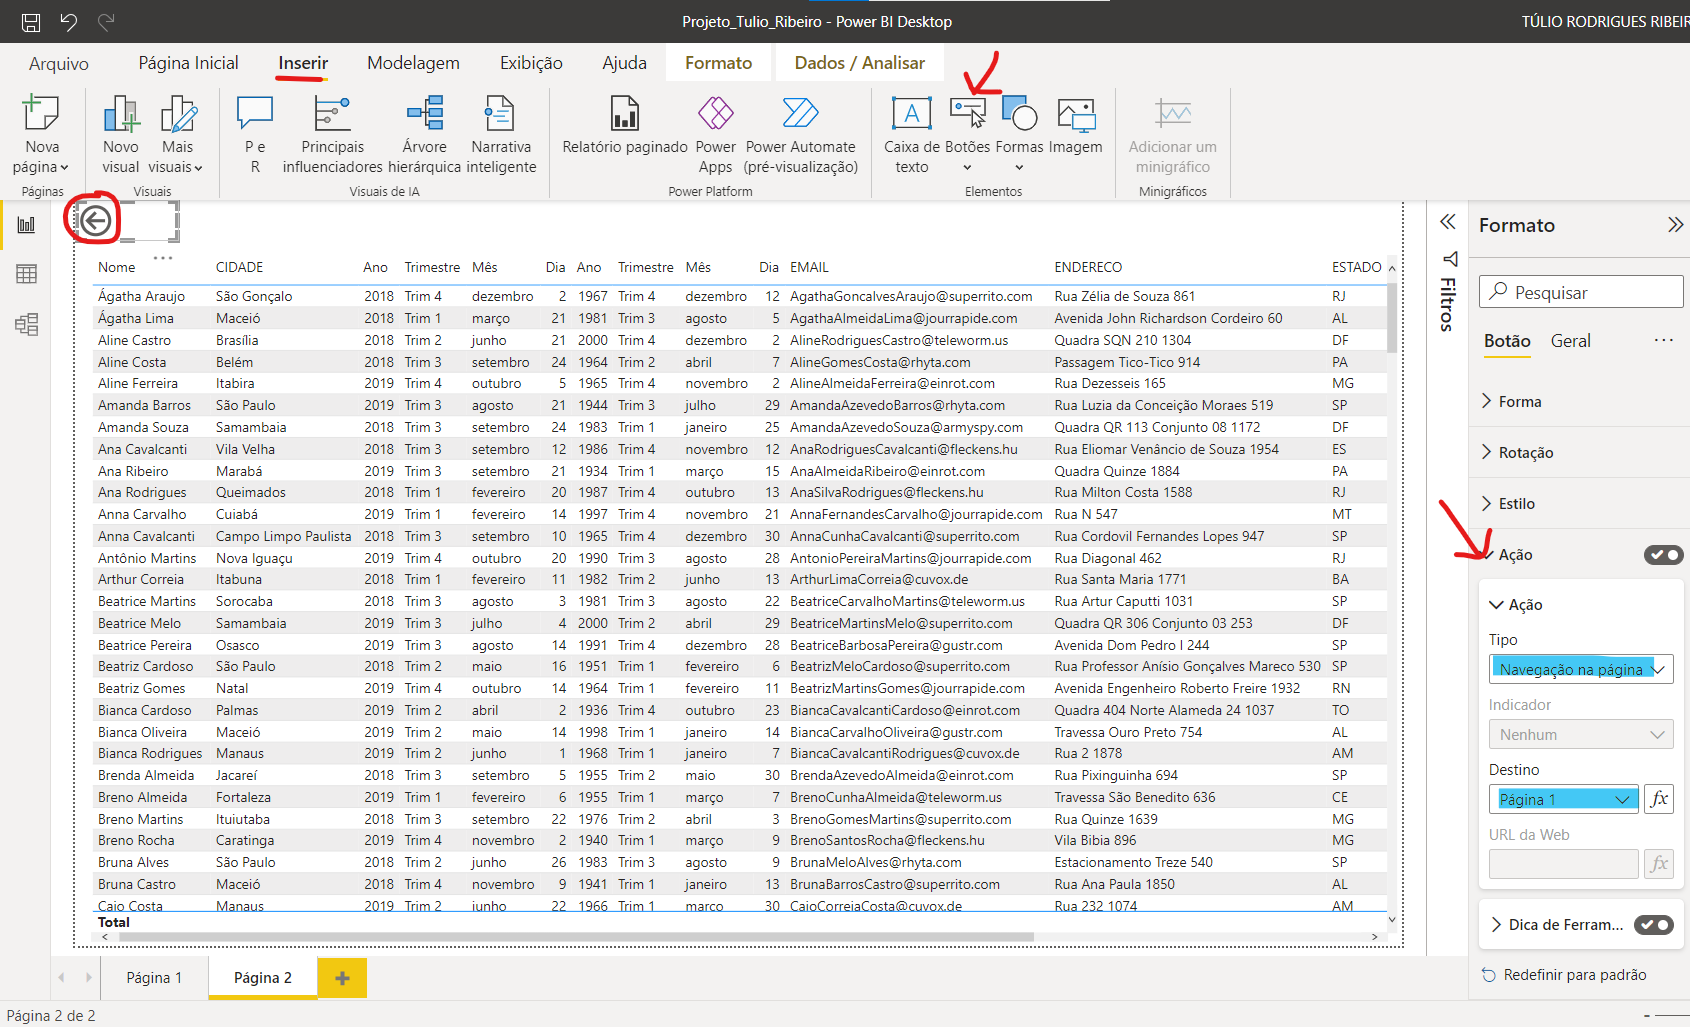 Projeto_Tulio_Ribeiro - Power BI Desktop
TÚLIO RODRIGUES RIBEIR
Arquivo Página Inicial Inserir Modelagem Exibição Ajuda Formato Dados / Analisar
Nova página
Novo visual
Mais visuais
P e R
Principais influenciadores
Árvore hierárquica
Narrativa inteligente
Relatório paginado
Power Apps
Power Automate (pré-visualização)
Caixa de texto
Botões
Formas
Imagem
Adicionar um minigráfico
Páginas Visuais Visuais de IA Power Platform Elementos Minigráficos
Nome CIDADE Ano Trimestre Mês Dia Ano Trimestre Mês Dia EMAIL ENDERECO ESTADO
Ágatha Araujo São Gonçalo 2018 Trim 4 dezembro 2 1967 Trim 4 dezembro 12 AgathaGoncalvesAraujo@superrito.com Rua Zélia de Souza 861 RJ
Ágatha Lima Maceió 2018 Trim 1 março 21 1981 Trim 3 agosto 5 AgathaAlmeidaLima@jourrapide.com Avenida John Richardson Cordeiro 60 AL
Aline Castro Brasília 2018 Trim 2 junho 21 2000 Trim 4 dezembro 2 AlineRodriguesCastro@teleworm.us Quadra SQN 210 1304 DF
Aline Costa Belém 2018 Trim 3 setembro 24 1964 Trim 2 abril 7 AlineGomesCosta@rhyta.com Passagem Tico-Tico 914 PA
Aline Ferreira Itabira 2019 Trim 4 outubro 5 1965 Trim 4 novembro 2 AlineAlmeidaFerreira@einrot.com Rua Dezesseis 165 MG
Amanda Barros São Paulo 2019 Trim 3 agosto 21 1944 Trim 3 julho 29 AmandaAzevedoBarros@rhyta.com Rua Luzia da Conceição Moraes 519 SP
Amanda Souza Samambaia 2018 Trim 3 setembro 24 1983 Trim 1 janeiro 25 AmandaAzevedoSouza@armyspy.com Quadra QR 113 Conjunto 08 1172 DF
Ana Cavalcanti Vila Velha 2018 Trim 3 setembro 12 1986 Trim 4 novembro 12 AnaRodriguesCavalcanti@fleckens.hu Rua Eliomar Venâncio de Souza 1954 ES
Ana Ribeiro Marabá 2019 Trim 3 setembro 21 1934 Trim 1 março 15 AnaAlmeidaRibeiro@einrot.com Quadra Quinze 1884 PA
Ana Rodrigues Queimados 2018 Trim 1 fevereiro 20 1987 Trim 4 outubro 13 AnaSilvaRodrigues@fleckens.hu Rua Milton Costa 1588 RJ
Anna Carvalho Cuiabá 2019 Trim 1 fevereiro 14 1997 Trim 4 novembro 21 AnnaFernandesCarvalho@jourrapide.com Rua N 547 MT
Anna Cavalcanti Campo Limpo Paulista 2018 Trim 3 setembro 10 1965 Trim 4 dezembro 30 AnnaCunhaCavalcanti@superrito.com Rua Cordovil Fernandes Lopes 947 SP
Antônio Martins Nova Iguaçu 2019 Trim 4 outubro 20 1990 Trim 3 agosto 28 AntonioPereiraMartins@jourrapide.com Rua Diagonal 462 RJ
Arthur Correia Itabuna 2018 Trim 1 fevereiro 11 1982 Trim 2 junho 13 ArthurLimaCorreia@cuvox.de Rua Santa Maria 1771 BA
Beatrice Martins Sorocaba 2018 Trim 3 agosto 3 1981 Trim 3 agosto 22 BeatriceCarvalhoMartins@teleworm.us Rua Artur Caputti 1031 SP
Beatrice Melo Samambaia 2018 Trim 3 julho 4 2000 Trim 2 abril 29 BeatriceMartinsMelo@superrito.com Quadra QR 306 Conjunto 03 253 DF
Beatrice Pereira Osasco 2019 Trim 3 agosto 14 1991 Trim 4 dezembro 28 BeatriceBarbosaPereira@gustr.com Avenida Dom Pedro I 244 SP
Beatriz Cardoso São Paulo 2018 Trim 2 maio 16 1951 Trim 1 fevereiro 6 BeatrizMeloCardoso@superrito.com Rua Professor Anísio Gonçalves Mareco 530 SP
Beatriz Gomes Natal 2019 Trim 4 outubro 14 1964 Trim 1 fevereiro 11 BeatrizMartinsGomes@jourrapide.com Avenida Engenheiro Roberto Freire 1932 RN
Bianca Cardoso Palmas 2019 Trim 2 abril 2 1936 Trim 4 outubro 23 BiancaCavalcantiCardoso@einrot.com Quadra 404 Norte Alameda 24 1037 TO
Bianca Oliveira Maceió 2019 Trim 2 maio 14 1998 Trim 1 janeiro 14 BiancaCarvalhoOliveira@gustr.com Travessa Ouro Preto 754 AL
Bianca Rodrigues Manaus 2019 Trim 2 junho 1 1968 Trim 1 janeiro 7 BiancaCavalcantiRodrigues@cuvox.de Rua 2 1878 AM
Brenda Almeida Jacareí 2018 Trim 3 setembro 5 1955 Trim 2 maio 30 BrendaAzevedoAlmeida@einrot.com Rua Pixinguinha 694 SP
Breno Almeida Fortaleza 2019 Trim 1 fevereiro 6 1955 Trim 1 março 7 BrenoCunhaAlmeida@teleworm.us Travessa São Benedito 636 CE
Breno Martins Ituiutaba 2018 Trim 3 setembro 22 1976 Trim 2 abril 3 BrenoGomesMartins@superrito.com Rua Quinze 1639 MG
Breno Rocha Caratinga 2019 Trim 4 novembro 2 1940 Trim 1 março 9 BrenoSantosRocha@fleckens.hu Vila Bibia 896 MG
Bruna Alves São Paulo 2018 Trim 2 junho 26 1983 Trim 3 agosto 9 BrunaMeloAlves@rhyta.com Estacionamento Treze 540 SP
Bruna Castro Maceió 2018 Trim 4 novembro 9 1941 Trim 1 janeiro 13 BrunaBarrosCastro@superrito.com Rua Ana Paula 1850 AL
Caio Costa Manaus 2019 Trim 2 junho 22 1966 Trim 1 março 30 CaioCorreiaCosta@cuvox.de Rua 232 1074 AM
Total
Filtros
Formato
Pesquisar
Botão Geral
Forma
Rotação
Estilo
Ação
Ação
Tipo
Navegação na página
Indicador
Nenhum
Destino
Página 1
fx
URL da Web
fx
Dica de Ferram...
Redefinir para padrão
Página 1 Página 2
Página 2 de 2